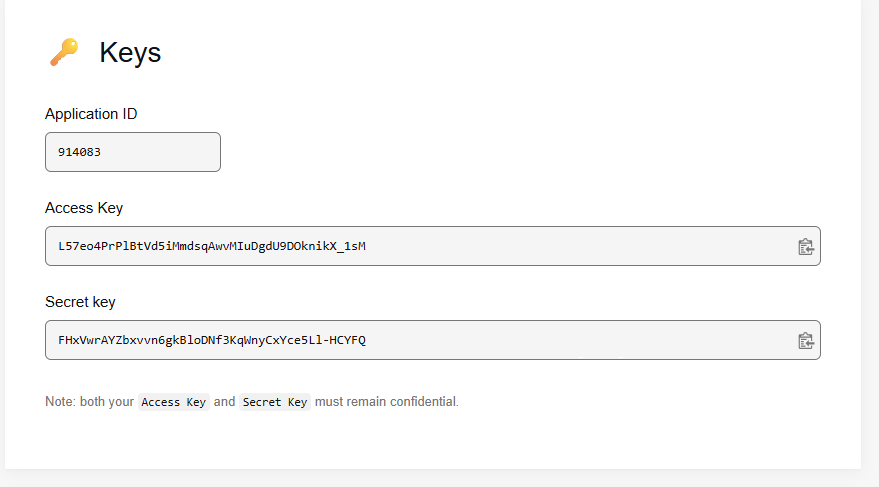 Keys
Application ID
914083
Access Key
L57eo4PrPlBtVd5iMmdsqAwvMIuDgdU9DOknikX_1sM
Secret key
FHxVwrAYZbxvvn6gkBloDNf3KqWnyCxYce5Ll-HCYFQ
Note: both your Access Key and Secret Key must remain confidential.